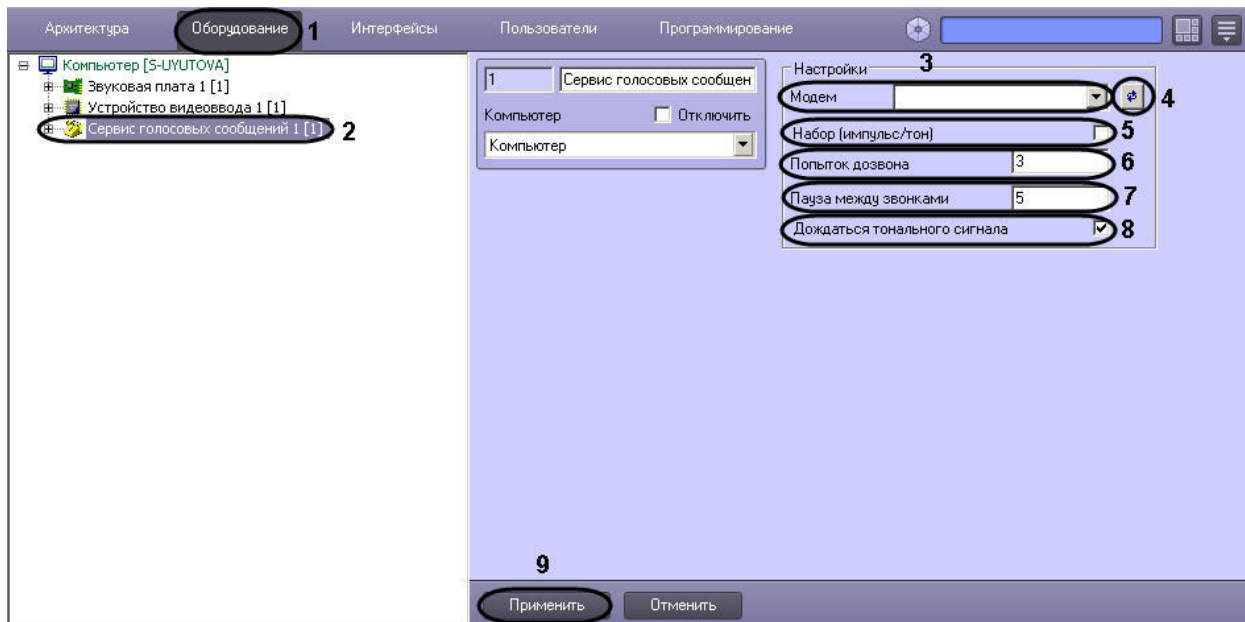 Архитектура Оборудование 1 Интерфейсы Пользователи Программирование
Компьютер [S-UYUTOVA]
Звуковая плата 1 [1]
Устройство видеоввода 1 [1]
Сервис голосовых сообщений 1 [1] 2
1 Сервис голосовых сообщен
Компьютер Отключить
Компьютер
Настройки 3
Модем 4
Набор (импульс/тон) 5
Попыток дозвона 3 6
Пауза между звонками 5 7
Дождаться тонального сигнала 8
9
Применить Отменить